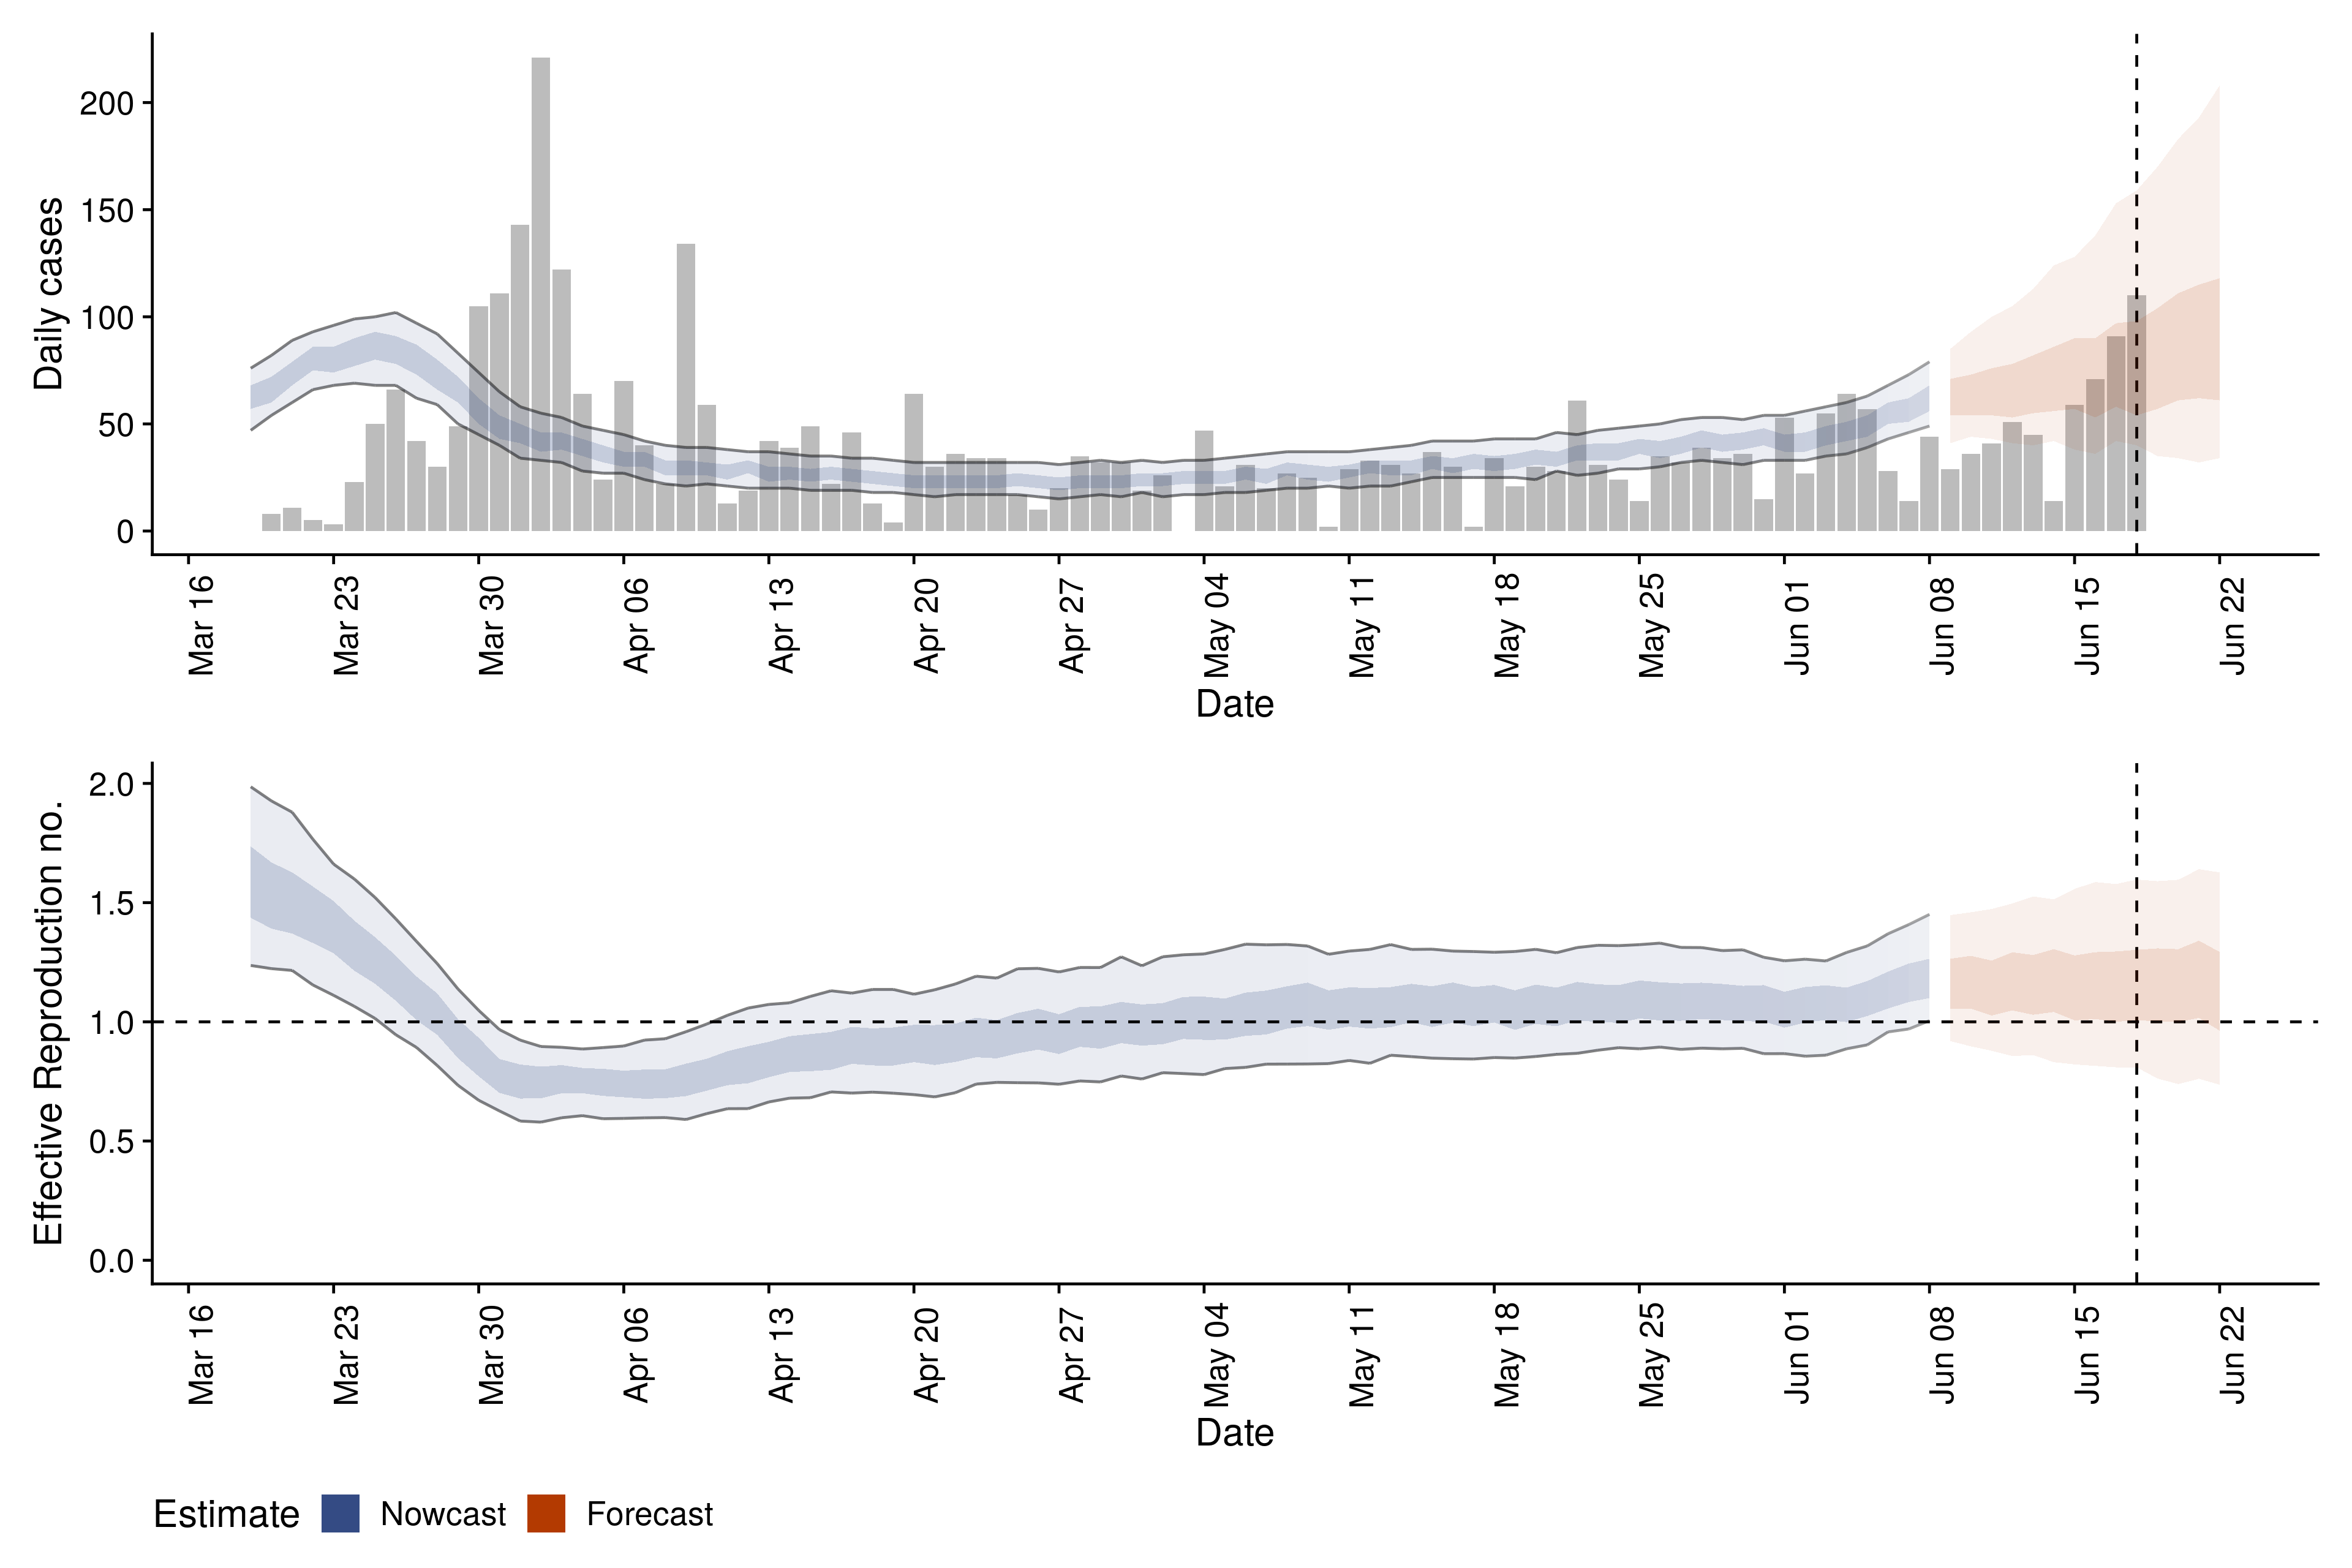 Daily cases
200
150
100
50
0
Mar 16
Mar 23
Mar 30
Apr 06
Apr 13
Apr 20
Apr 27
May 04
May 11
May 18
May 25
Jun 01
Jun 08
Jun 15
Jun 22
Date
Effective Reproduction no.
2.0
1.5
1.0
0.5
0.0
Mar 16
Mar 23
Mar 30
Apr 06
Apr 13
Apr 20
Apr 27
May 04
May 11
May 18
May 25
Jun 01
Jun 08
Jun 15
Jun 22
Date
Estimate Nowcast Forecast